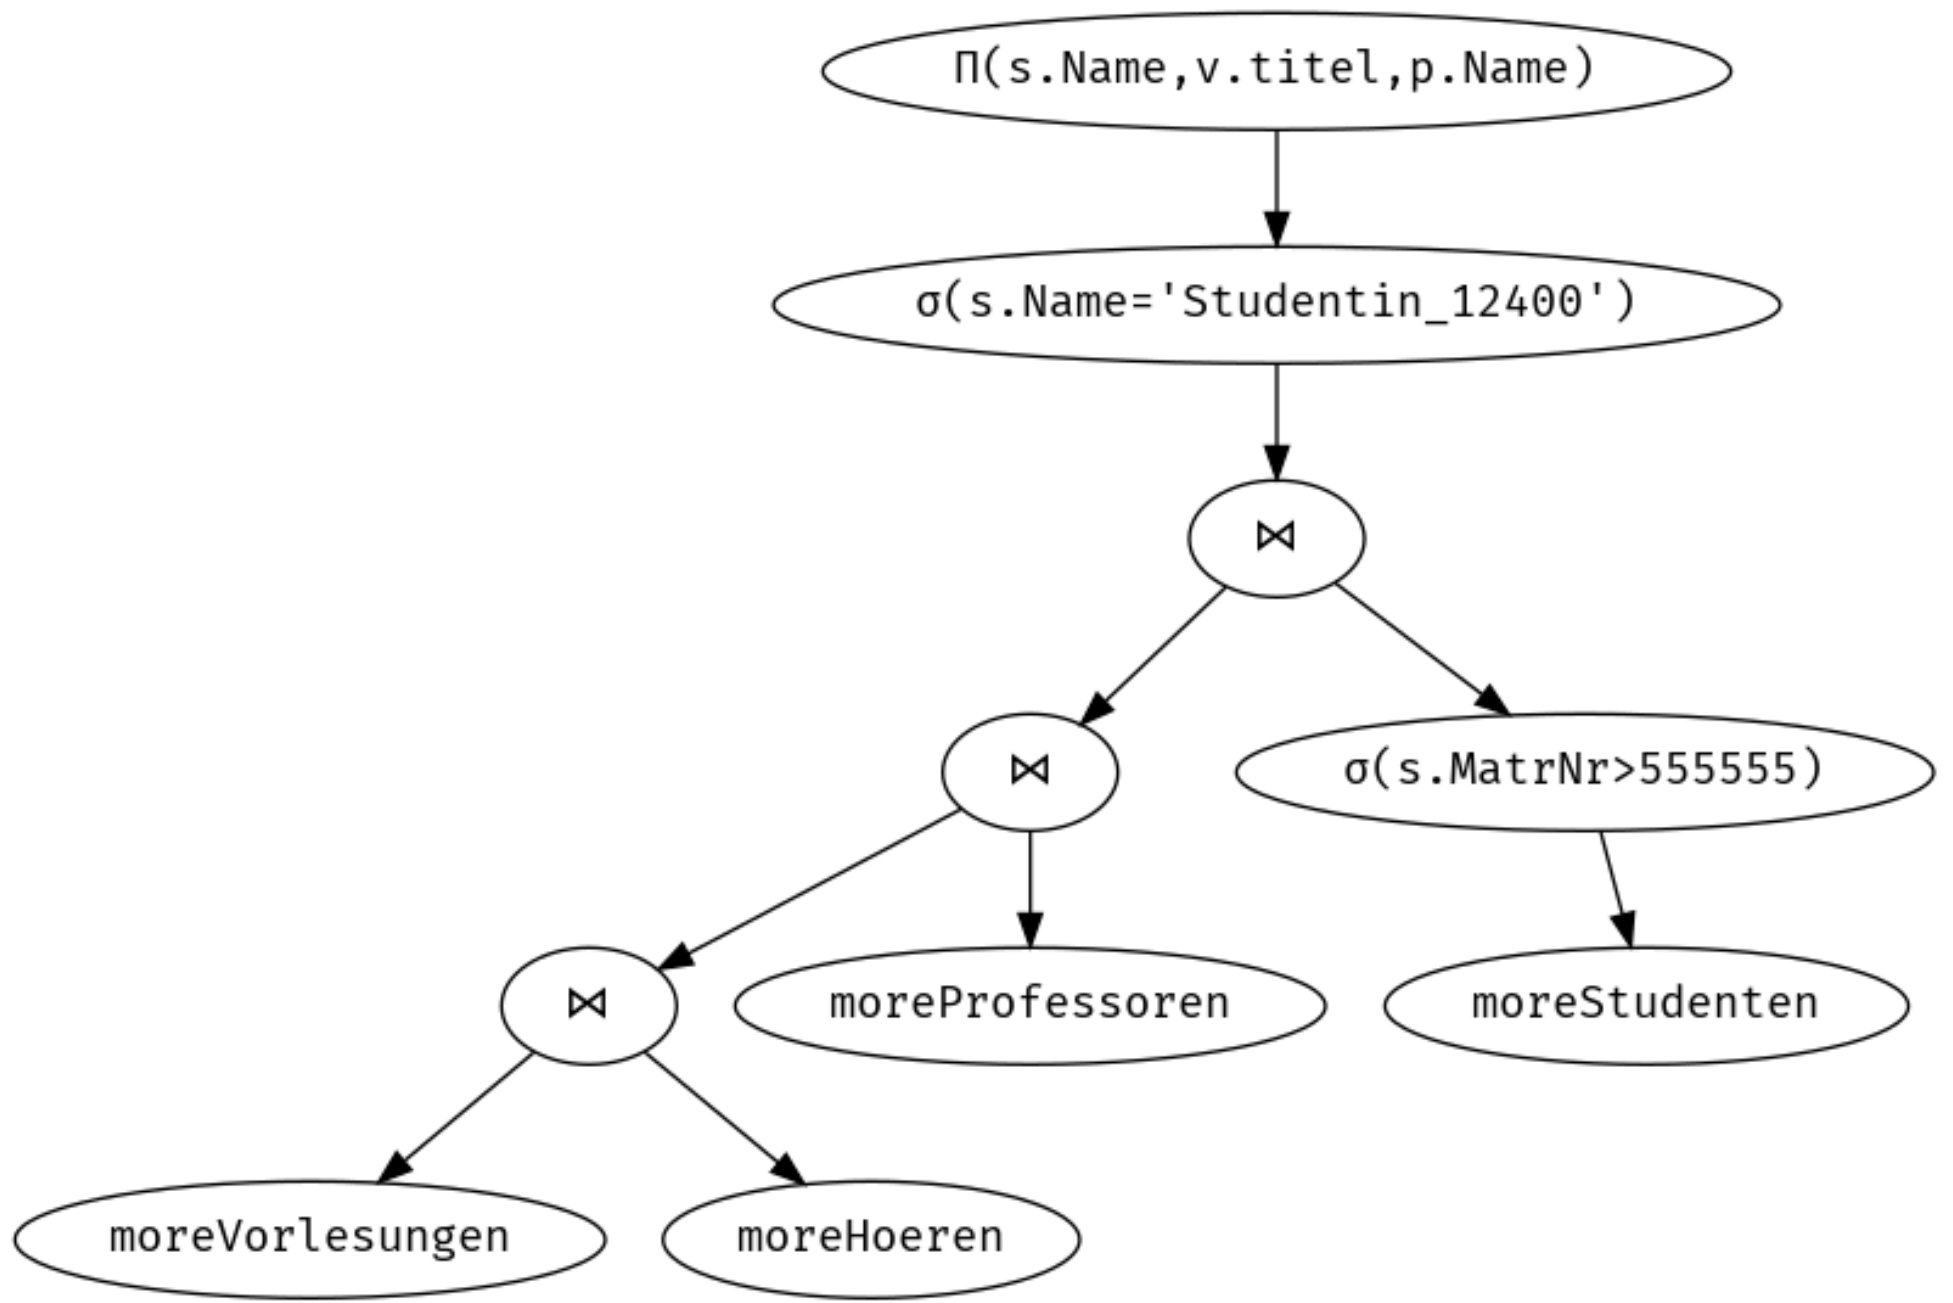 Π(s.Name,v.titel,p.Name)
σ(s.Name='Studentin_12400')
⋈
⋈
σ(s.MatrNr>555555)
⋈
moreProfessoren
moreStudenten
moreVorlesungen
moreHoeren